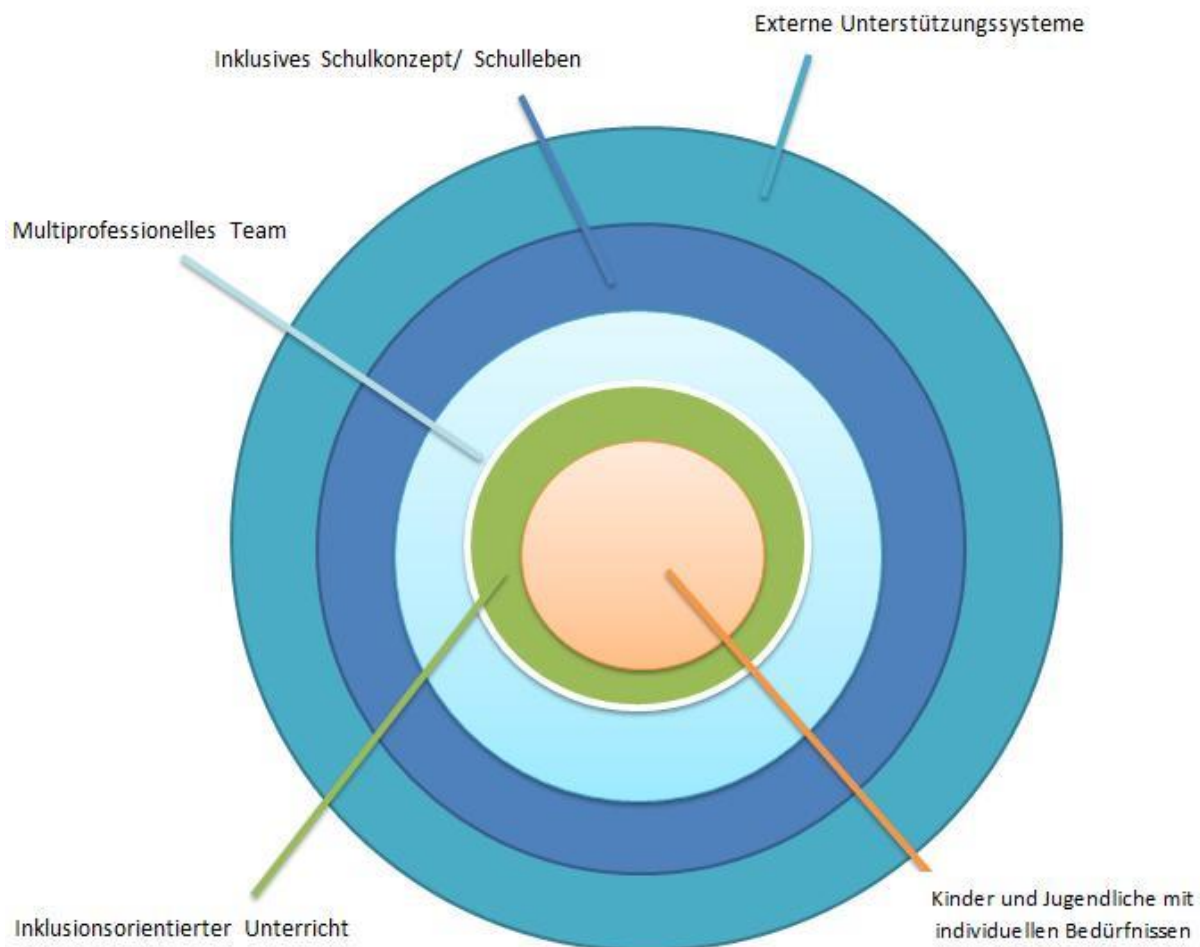 Externe Unterstützungssysteme
Inklusives Schulkonzept/ Schulleben
Multiprofessionelles Team
Inklusionsorientierter Unterricht
Kinder und Jugendliche mit
individuellen Bedürfnissen